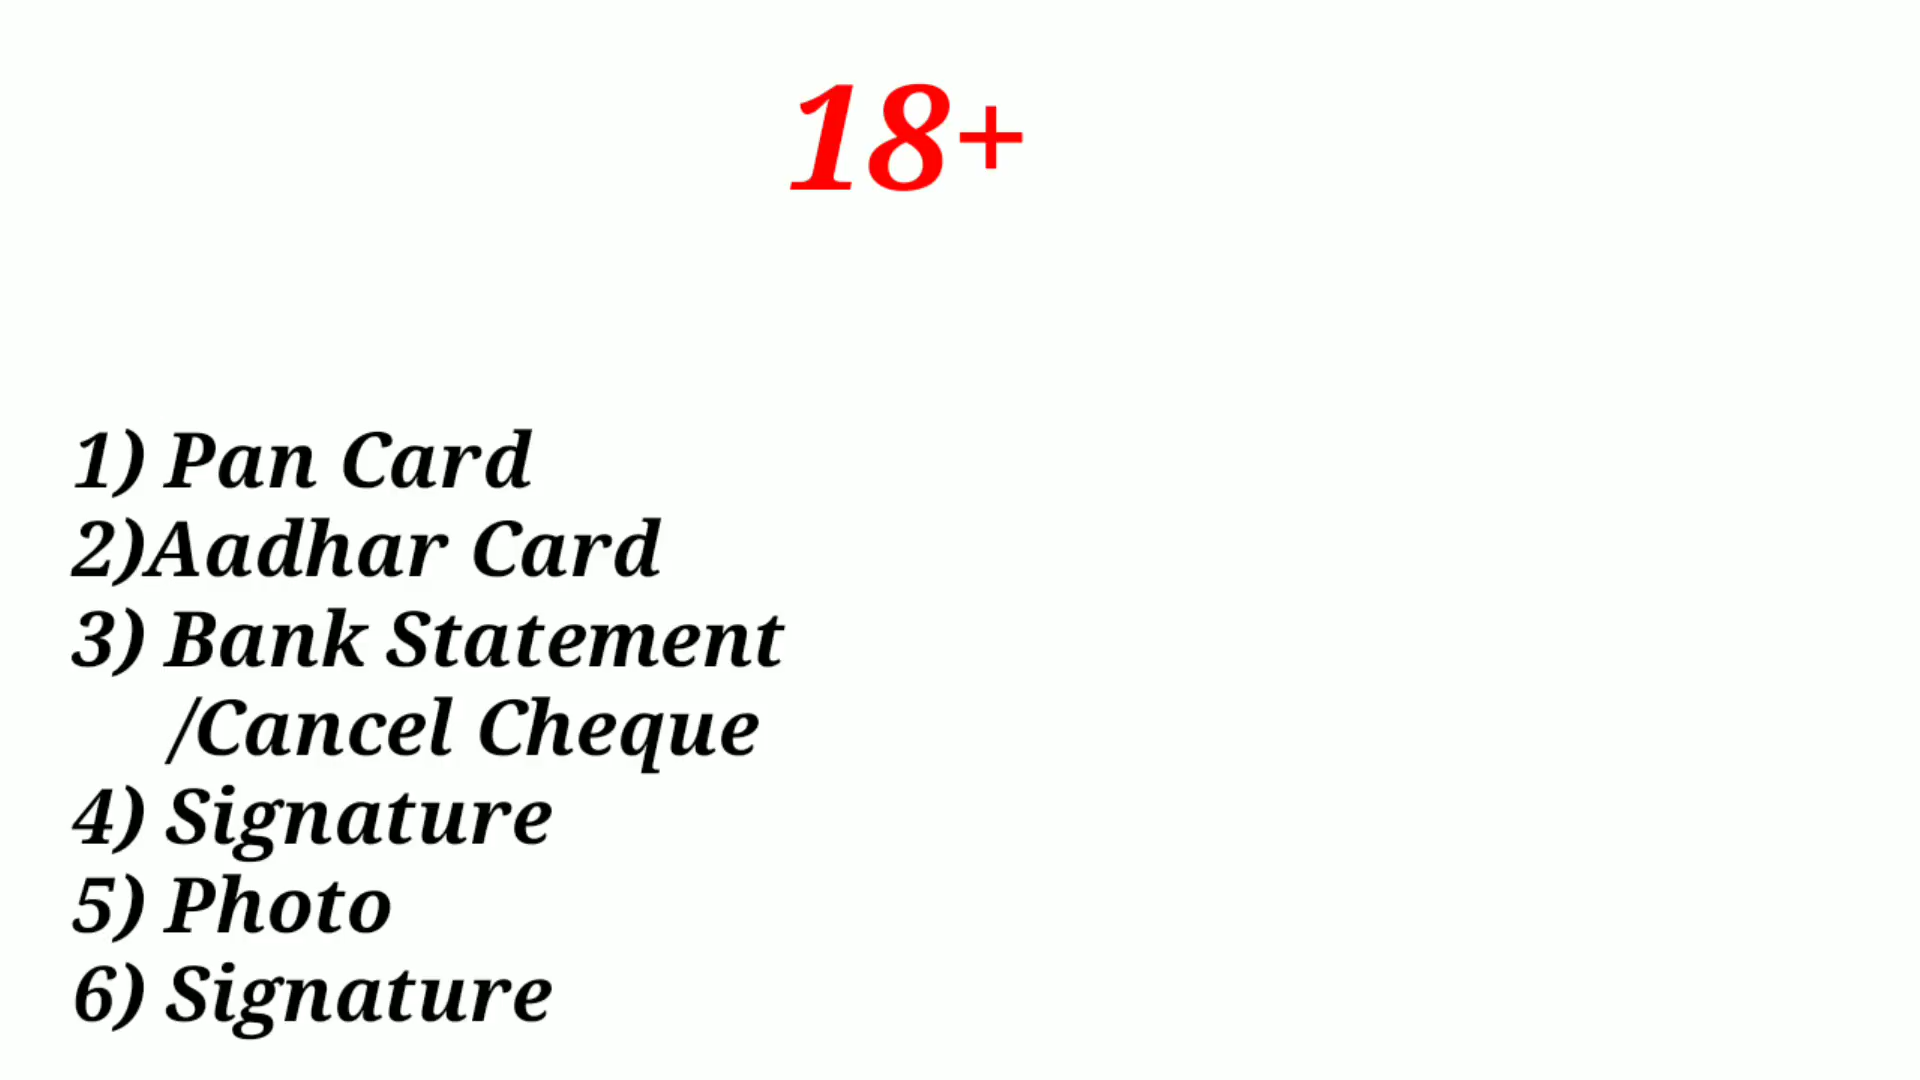 18+
1) Pan Card
2)Aadhar Card
3) Bank Statement
/Cancel Cheque
4) Signature
5) Photo
6) Signature